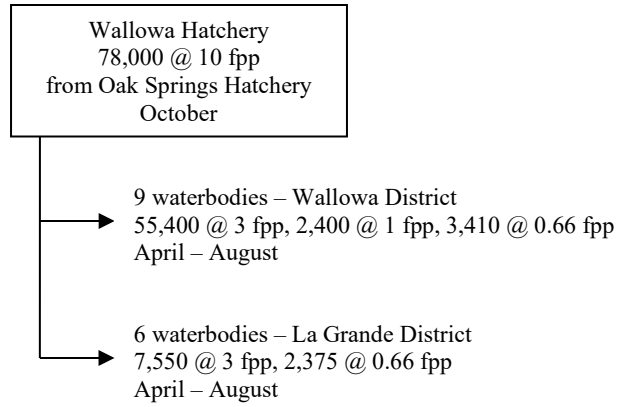 Wallowa Hatchery
78,000 @ 10 fpp
from Oak Springs Hatchery
October
9 waterbodies – Wallowa District
55,400 @ 3 fpp, 2,400 @ 1 fpp, 3,410 @ 0.66 fpp
April – August
6 waterbodies – La Grande District
7,550 @ 3 fpp, 2,375 @ 0.66 fpp
April – August